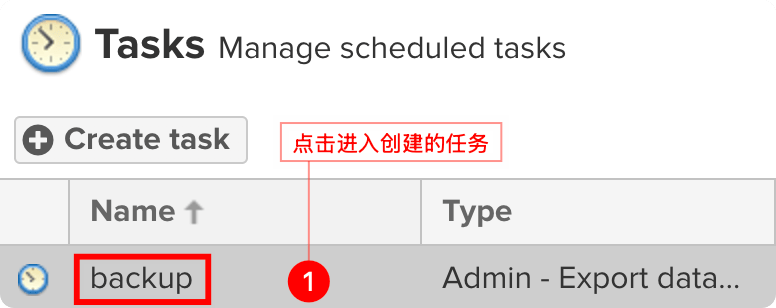 Tasks Manage scheduled tasks
Create task
点击进入创建的任务
Name Type
backup 1 Admin - Export data...